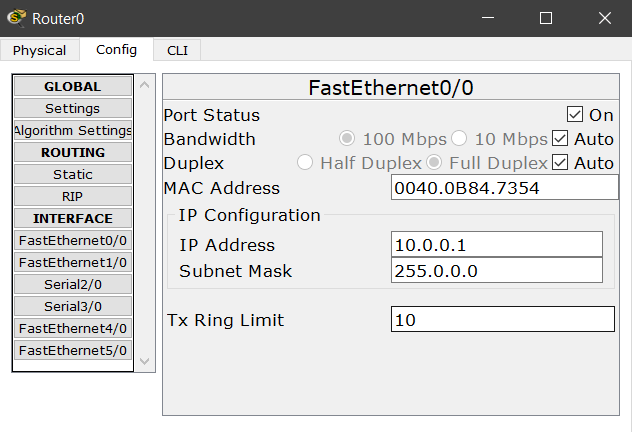 Router0
Physical Config CLI
GLOBAL
Settings
Algorithm Settings
ROUTING
Static
RIP
INTERFACE
FastEthernet0/0
FastEthernet1/0
Serial2/0
Serial3/0
FastEthernet4/0
FastEthernet5/0
FastEthernet0/0
Port Status On
Bandwidth 100 Mbps 10 Mbps Auto
Duplex Half Duplex Full Duplex Auto
MAC Address 0040.0B84.7354
IP Configuration
IP Address 10.0.0.1
Subnet Mask 255.0.0.0
Tx Ring Limit 10